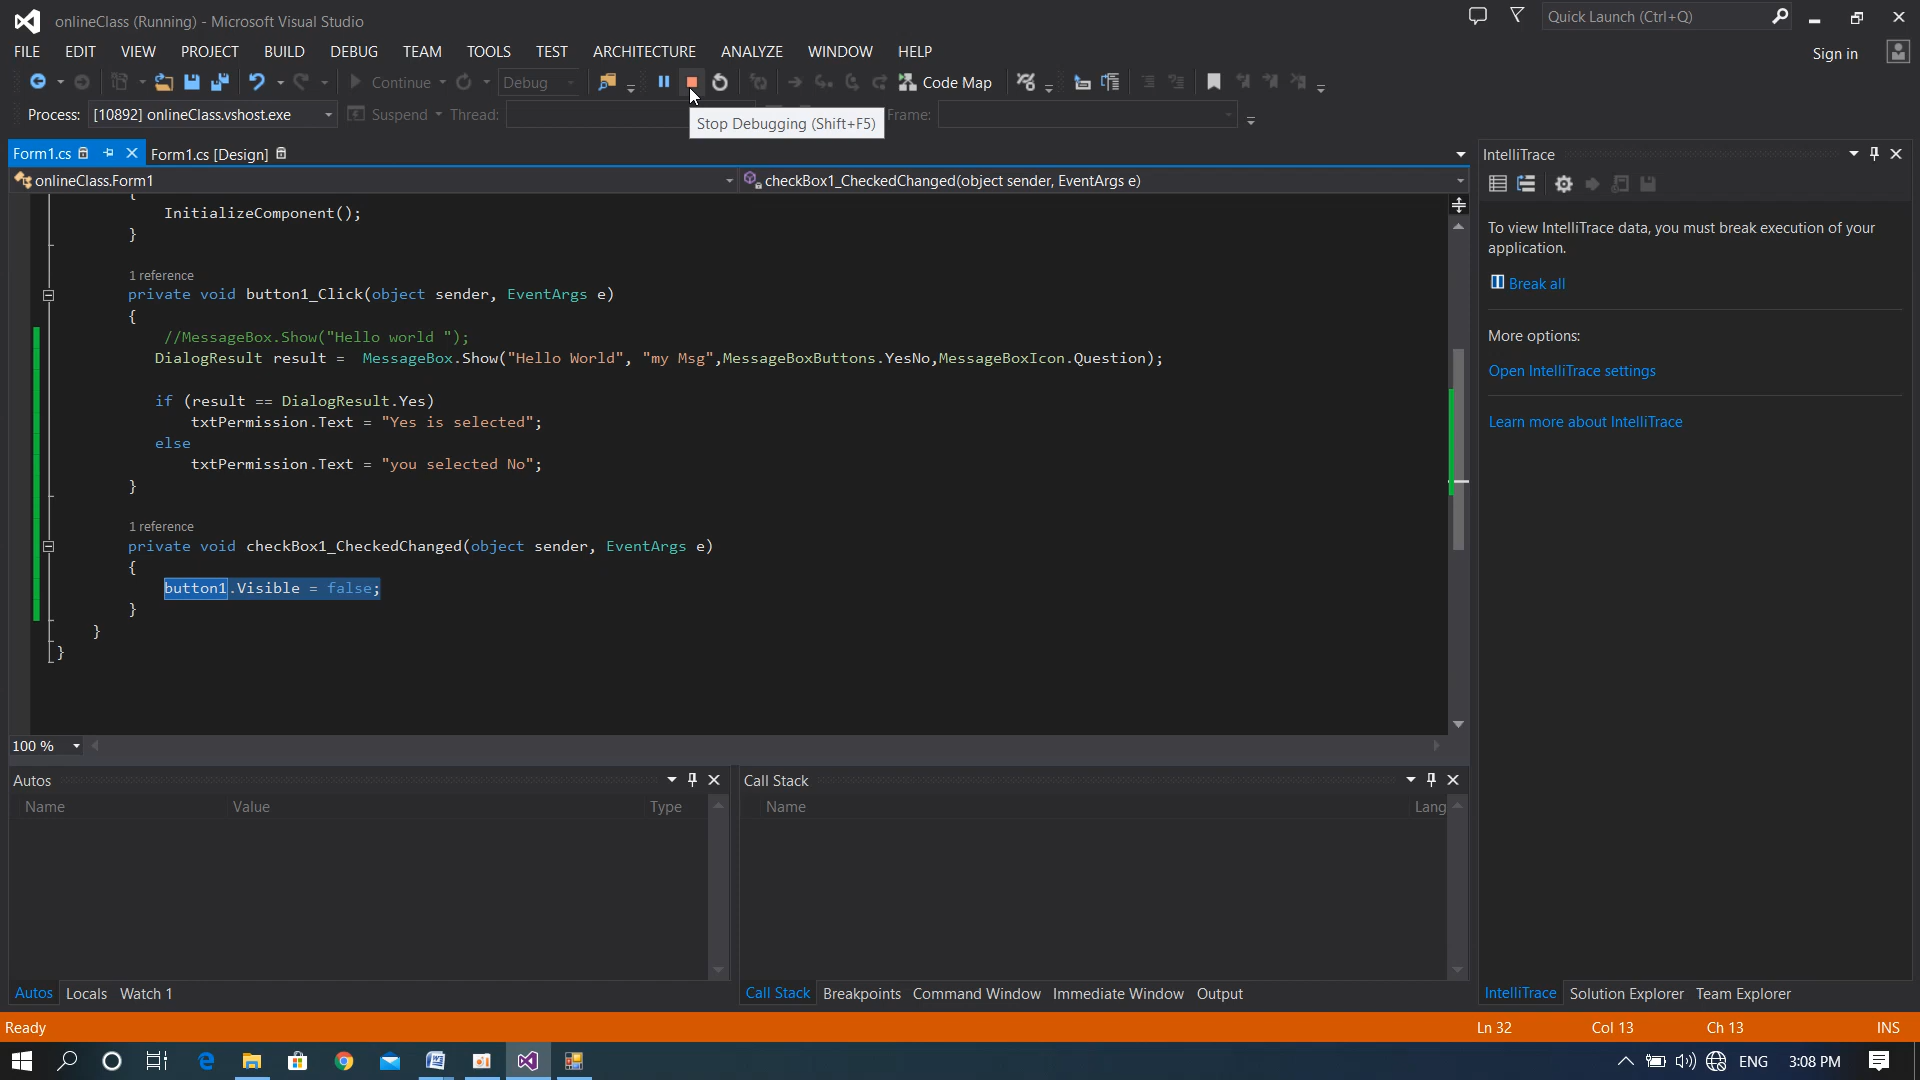 onlineClass (Running) - Microsoft Visual Studio
Quick Launch (Ctrl+Q)
FILE EDIT VIEW PROJECT BUILD DEBUG TEAM TOOLS TEST ARCHITECTURE ANALYZE WINDOW HELP
Sign in
Continue Debug Code Map
Process: [10892] onlineClass.vshost.exe Suspend Thread: Frame:
Stop Debugging (Shift+F5)
Form1.cs Form1.cs [Design]
onlineClass.Form1 checkBox1_CheckedChanged(object sender, EventArgs e)
{
InitializeComponent();
}
1 reference
private void button1_Click(object sender, EventArgs e)
{
//MessageBox.Show("Hello world ");
DialogResult result =  MessageBox.Show("Hello World", "my Msg",MessageBoxButtons.YesNo,MessageBoxIcon.Question);
if (result == DialogResult.Yes)
txtPermission.Text = "Yes is selected";
else
txtPermission.Text = "you selected No";
}
1 reference
private void checkBox1_CheckedChanged(object sender, EventArgs e)
{
button1.Visible = false;
}
}
}
100 %
IntelliTrace
To view IntelliTrace data, you must break execution of your
application.
Break all
More options:
Open IntelliTrace settings
Learn more about IntelliTrace
Autos
Name Value Type
Call Stack
Name Lang
Autos Locals Watch 1
Call Stack Breakpoints Command Window Immediate Window Output
IntelliTrace Solution Explorer Team Explorer
Ready Ln 32 Col 13 Ch 13 INS
ENG 3:08 PM